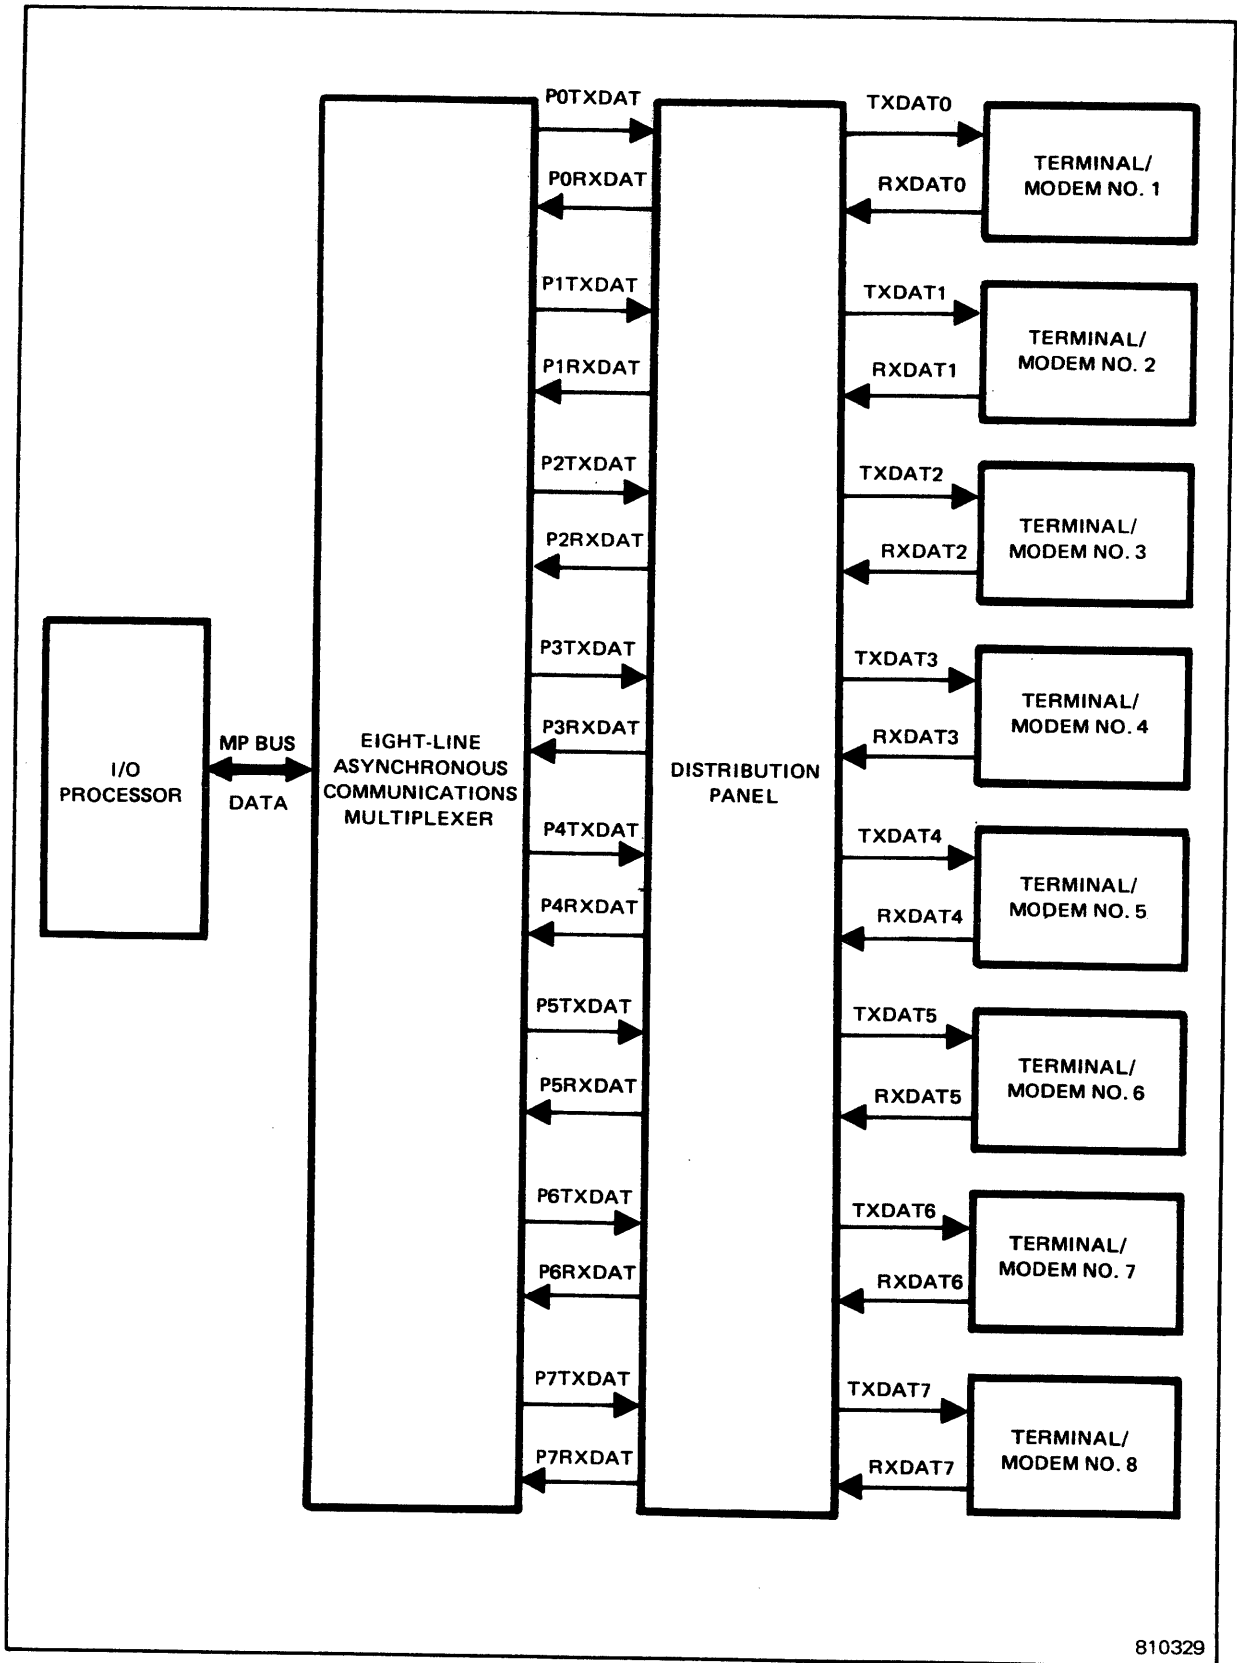 P0TXDAT
TXDAT0
P0RXDAT
RXDAT0
TERMINAL/
MODEM NO. 1
P1TXDAT
TXDAT1
P1RXDAT
RXDAT1
TERMINAL/
MODEM NO. 2
P2TXDAT
TXDAT2
P2RXDAT
RXDAT2
TERMINAL/
MODEM NO. 3
P3TXDAT
TXDAT3
P3RXDAT
RXDAT3
TERMINAL/
MODEM NO. 4
I/O
PROCESSOR
MP BUS
DATA
EIGHT-LINE
ASYNCHRONOUS
COMMUNICATIONS
MULTIPLEXER
DISTRIBUTION
PANEL
P4TXDAT
TXDAT4
P4RXDAT
RXDAT4
TERMINAL/
MODEM NO. 5
P5TXDAT
TXDAT5
P5RXDAT
RXDAT5
TERMINAL/
MODEM NO. 6
P6TXDAT
TXDAT6
P6RXDAT
RXDAT6
TERMINAL/
MODEM NO. 7
P7TXDAT
TXDAT7
P7RXDAT
RXDAT7
TERMINAL/
MODEM NO. 8
810329